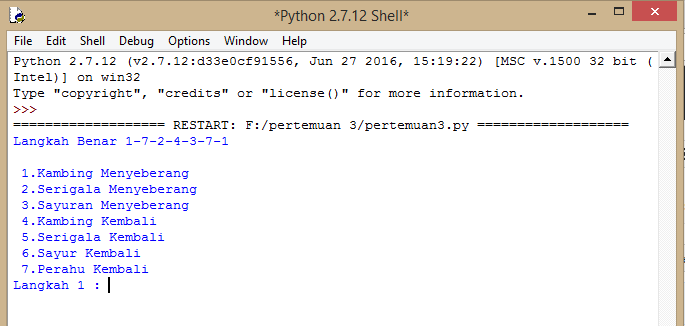 *Python 2.7.12 Shell*
File Edit Shell Debug Options Window Help
Python 2.7.12 (v2.7.12:d33e0cf91556, Jun 27 2016, 15:19:22) [MSC v.1500 32 bit (
Intel)] on win32
Type "copyright", "credits" or "license()" for more information.
>>>
=================== RESTART: F:/pertemuan 3/pertemuan3.py ===================
Langkah Benar 1-7-2-4-3-7-1
1.Kambing Menyeberang
2.Serigala Menyeberang
3.Sayuran Menyeberang
4.Kambing Kembali
5.Serigala Kembali
6.Sayur Kembali
7.Perahu Kembali
Langkah 1 :